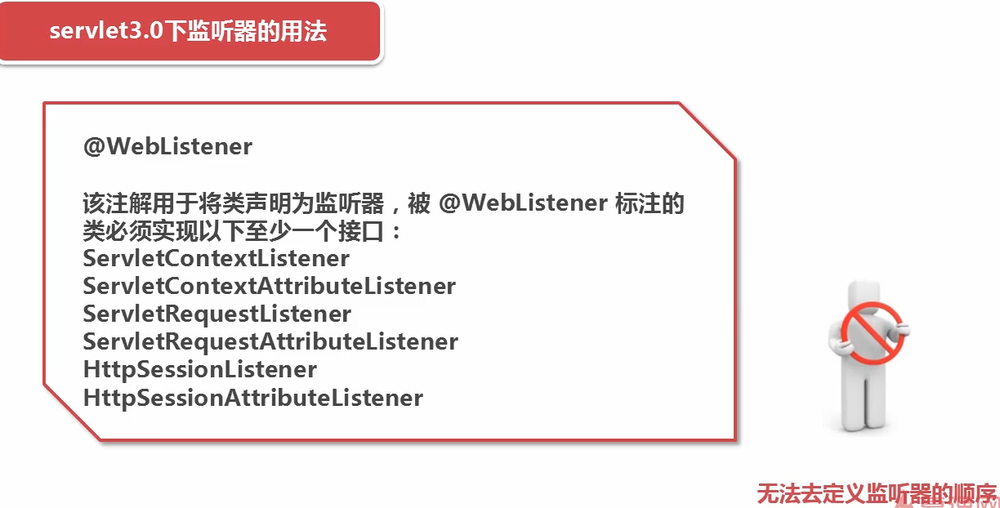 servlet3.0下监听器的用法
@WebListener
该注解用于将类声明为监听器，被 @WebListener 标注的
类必须实现以下至少一个接口：
ServletContextListener
ServletContextAttributeListener
ServletRequestListener
ServletRequestAttributeListener
HttpSessionListener
HttpSessionAttributeListener
无法去定义监听器的顺序